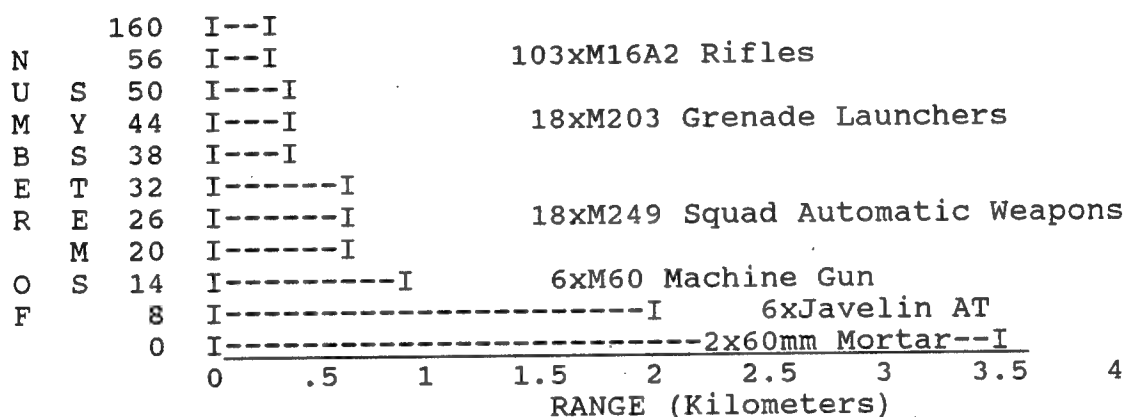 160 I--I
N 56 I--I 103xM16A2 Rifles
U S 50 I---I
M Y 44 I---I 18xM203 Grenade Launchers
B S 38 I---I
E T 32 I------I
R E 26 I------I 18xM249 Squad Automatic Weapons
M 20 I------I
O S 14 I---------I 6xM60 Machine Gun
F 8 I-----------------------I 6xJavelin AT
0 I--------------------------2x60mm Mortar--I
0 .5 1 1.5 2 2.5 3 3.5 4
RANGE (Kilometers)